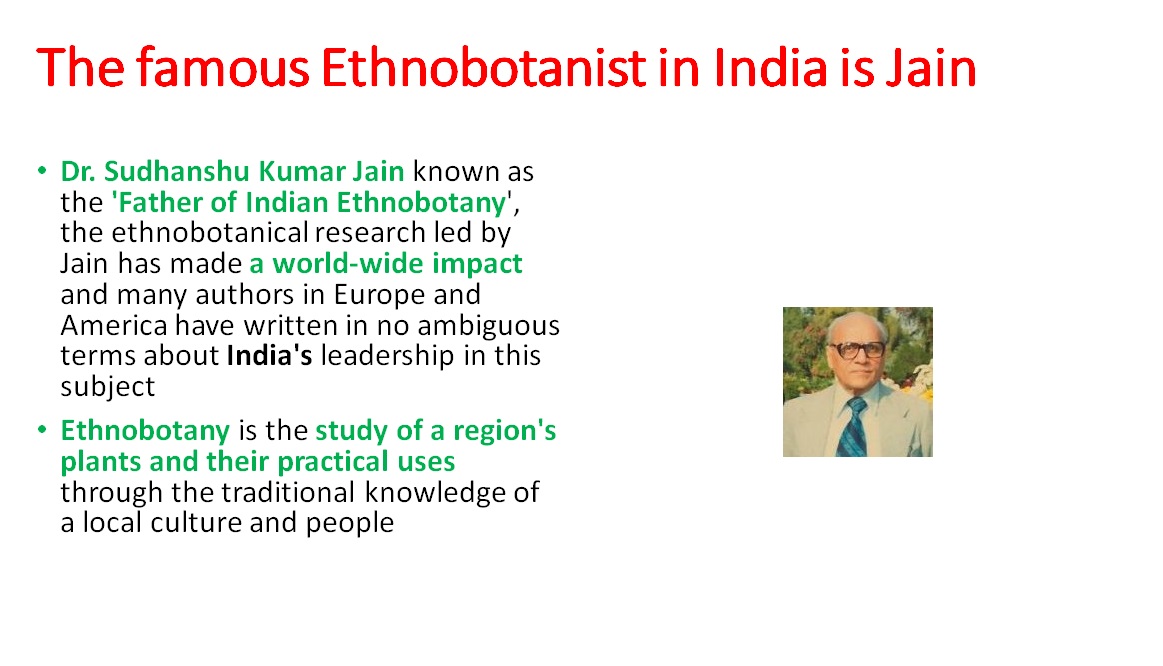 The famous Ethnobotanist in India is Jain
• Dr. Sudhanshu Kumar Jain known as
the 'Father of Indian Ethnobotany',
the ethnobotanical research led by
Jain has made a world-wide impact
and many authors in Europe and
America have written in no ambiguous
terms about India's leadership in this
subject
• Ethnobotany is the study of a region's
plants and their practical uses
through the traditional knowledge of
a local culture and people